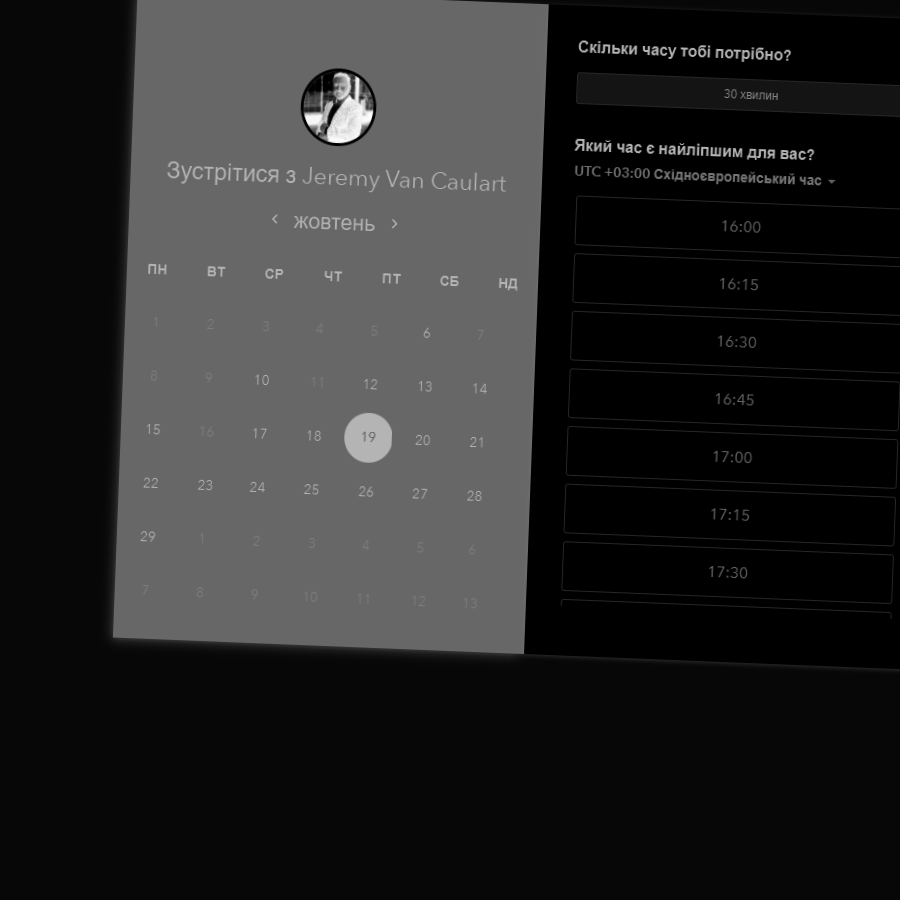 Зустрітися з Jeremy Van Caulart
жовтень
ПН ВТ СР ЧТ ПТ СБ НД
1 2 3 4 5 6 7
8 9 10 11 12 13 14
15 16 17 18 19 20 21
22 23 24 25 26 27 28
29 1 2 3 4 5 6
7 8 9 10 11 12 13
Скільки часу тобі потрібно?
30 хвилин
Який час є найліпшим для вас?
UTC +03:00 Східноєвропейський час
16:00
16:15
16:30
16:45
17:00
17:15
17:30